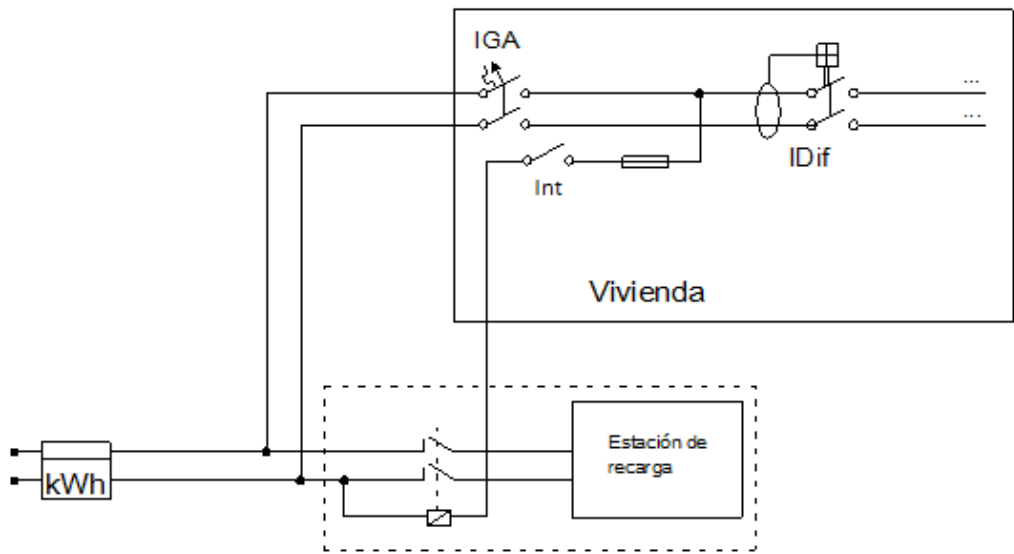 IGA
...
...
IDif
Int
Vivienda
Estación de
recarga
kWh